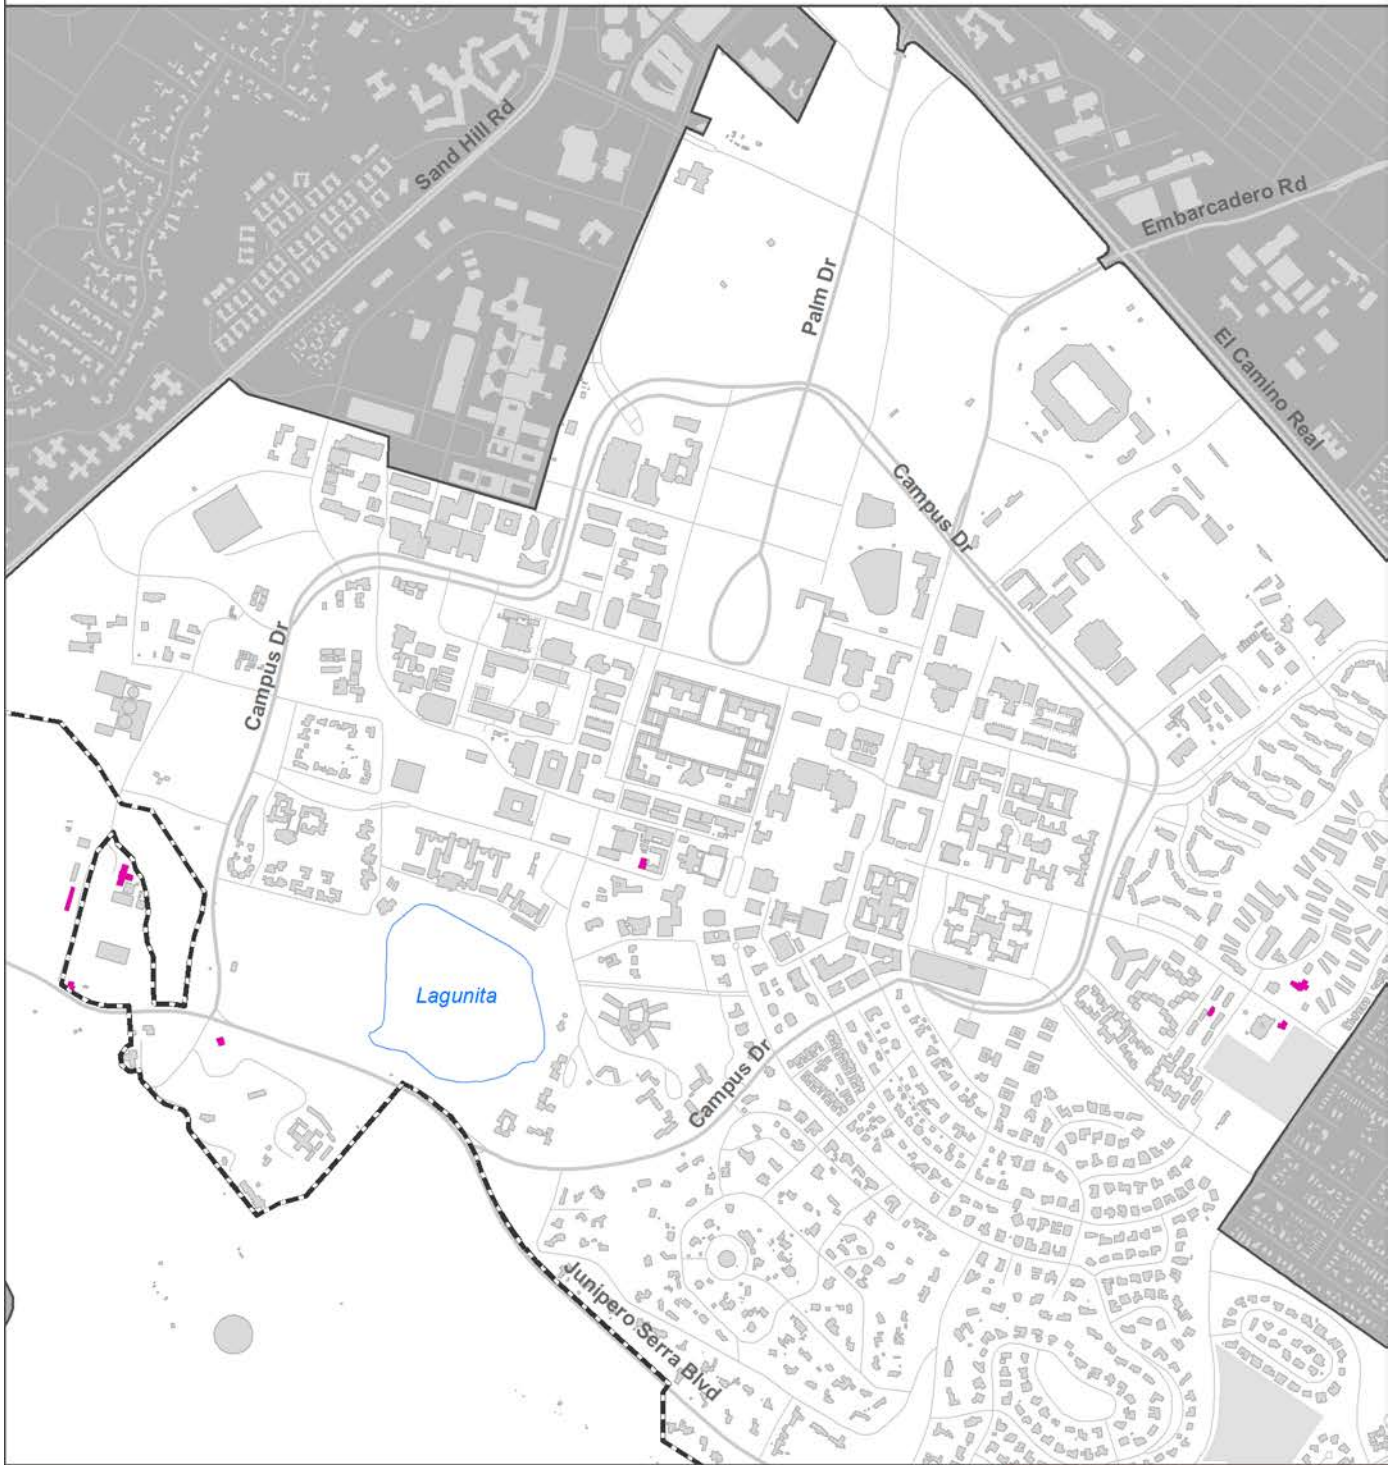 Sand Hill Rd
Embarcadero Rd
Palm Dr
El Camino Real
Campus Dr
Campus Dr
Lagunita
Campus Dr
Junipero Serra Blvd